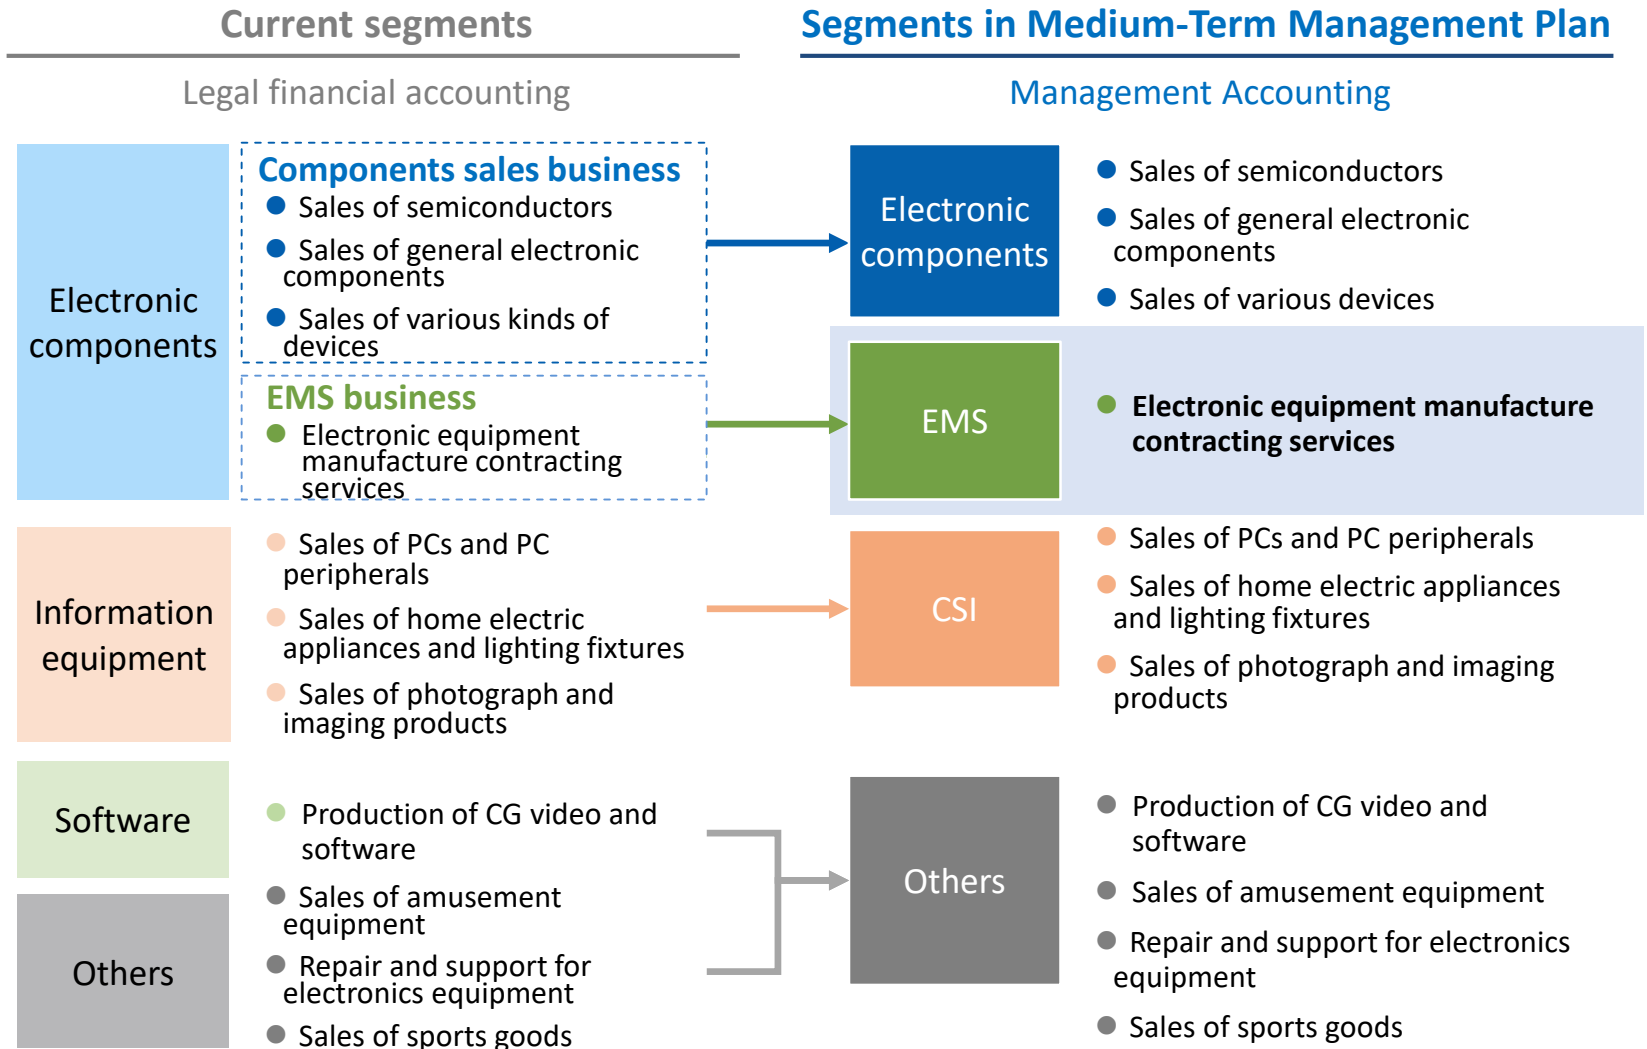 Current segments
Legal financial accounting
Electronic
components
Components sales business
Sales of semiconductors
Sales of general electronic
components
Sales of various kinds of
devices
EMS business
Electronic equipment
manufacture contracting
services
Information
equipment
Sales of PCs and PC
peripherals
Sales of home electric
appliances and lighting fixtures
Sales of photograph and
imaging products
Software
Production of CG video and
software
Others
Sales of amusement
equipment
Repair and support for
electronics equipment
Sales of sports goods
Segments in Medium-Term Management Plan
Management Accounting
Electronic
components
Sales of semiconductors
Sales of general electronic
components
Sales of various devices
EMS
Electronic equipment manufacture
contracting services
CSI
Sales of PCs and PC peripherals
Sales of home electric appliances
and lighting fixtures
Sales of photograph and imaging
products
Others
Production of CG video and
software
Sales of amusement equipment
Repair and support for electronics
equipment
Sales of sports goods